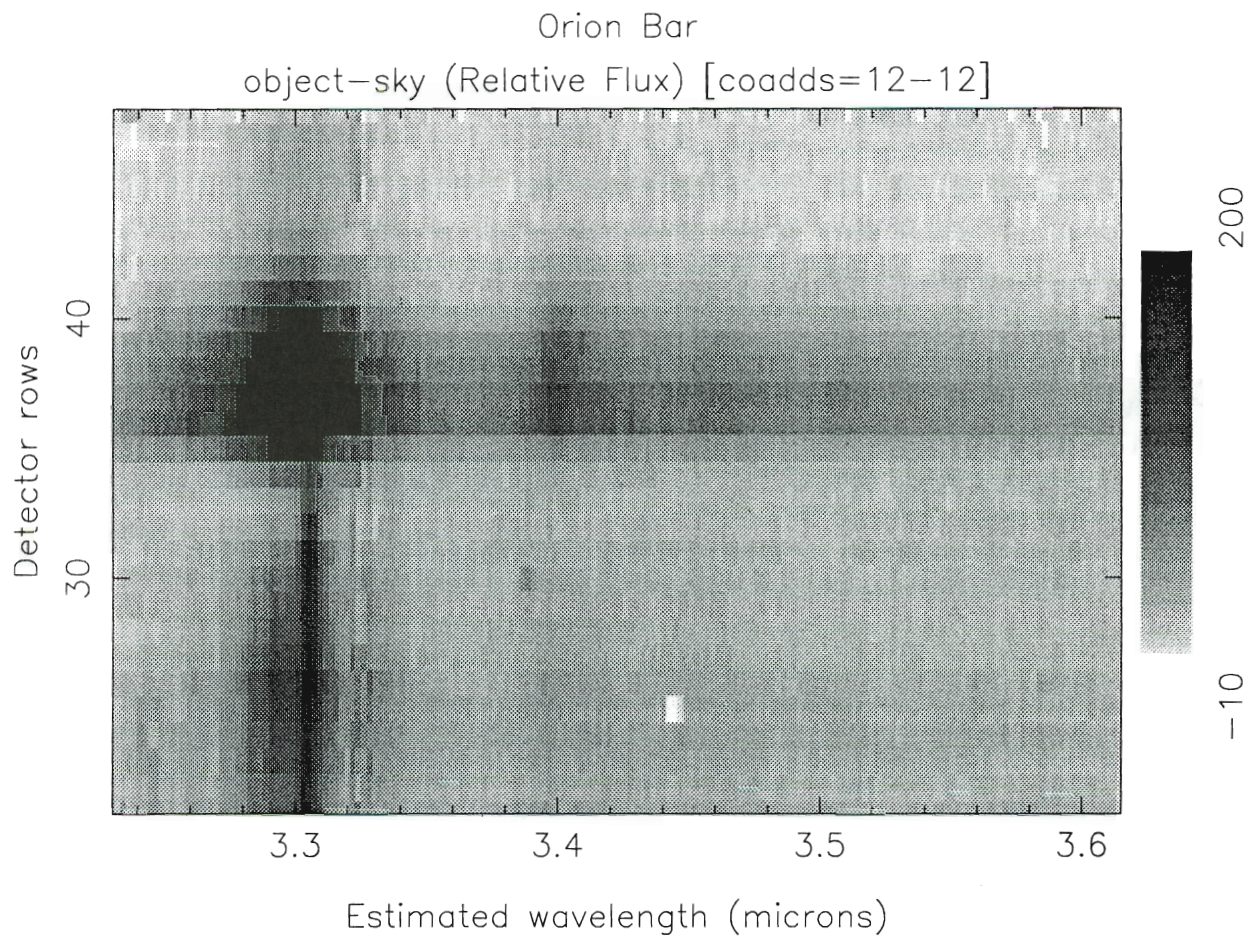 Orion Bar
object-sky (Relative Flux) [coadds=12-12]
Detector rows
40
30
200
-10
3.3 3.4 3.5 3.6
Estimated wavelength (microns)